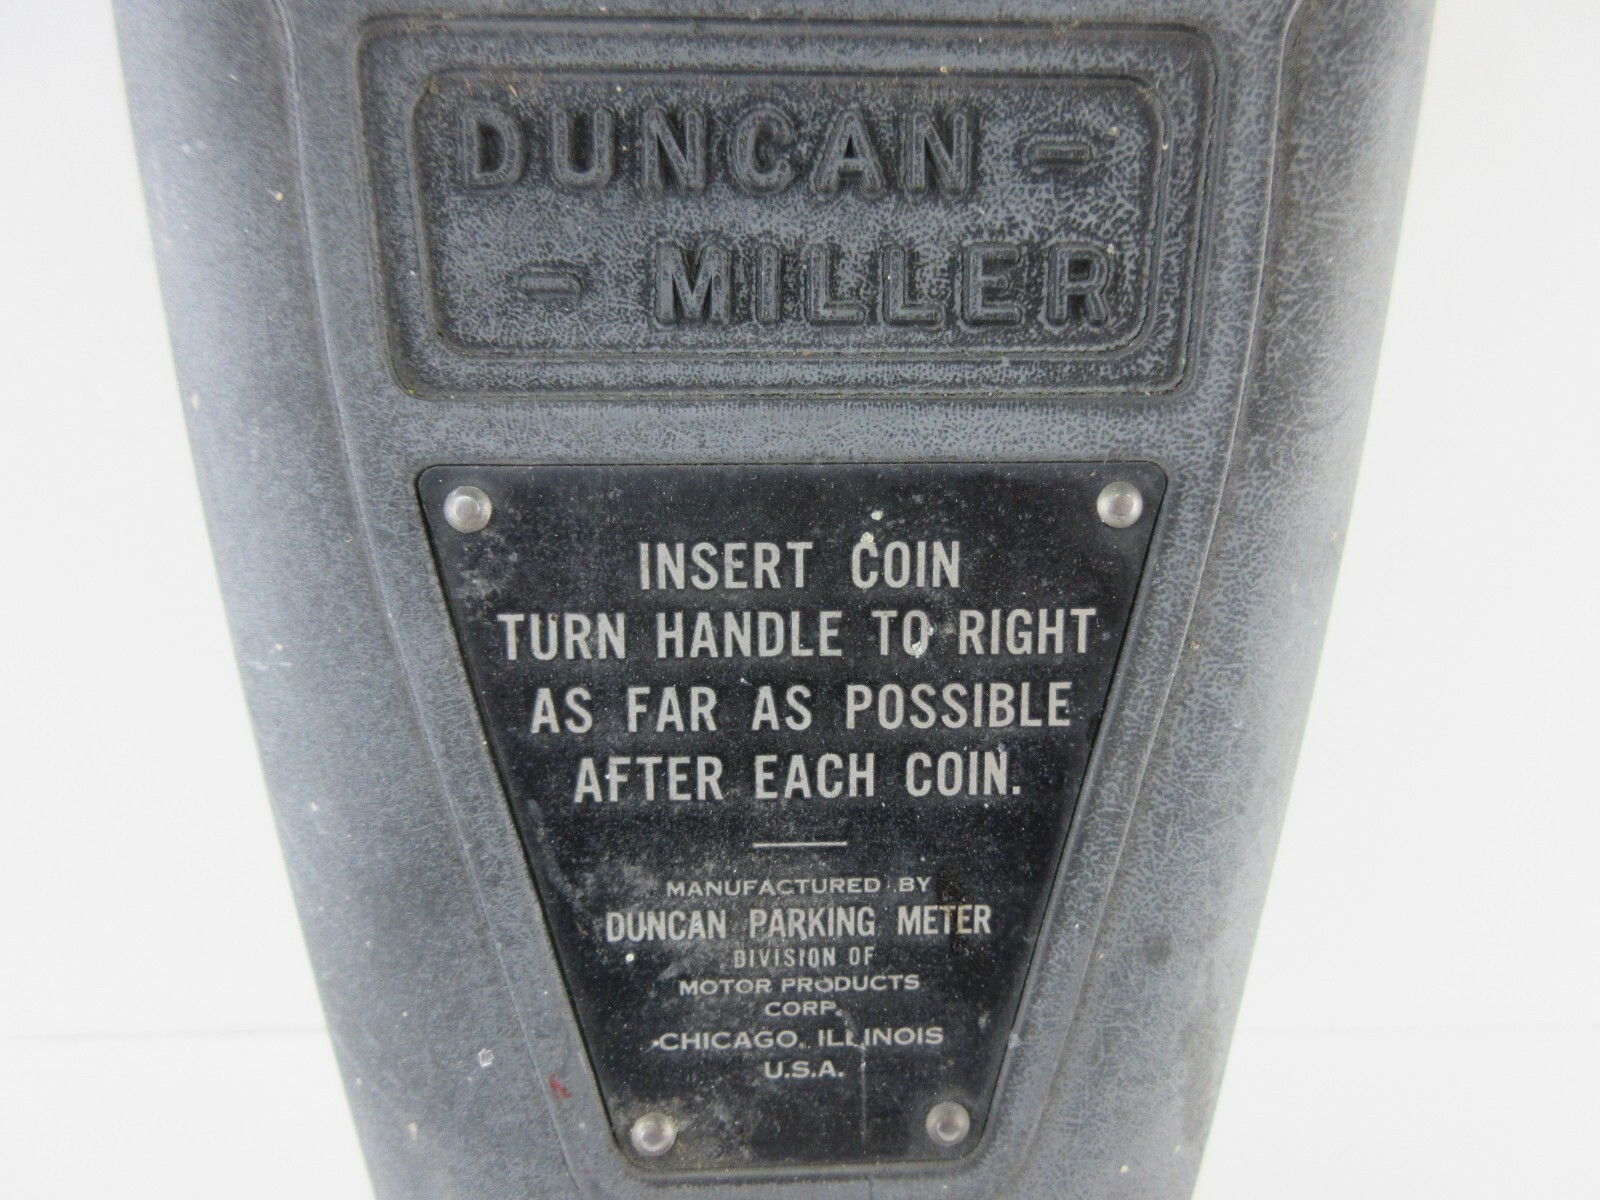 DUNCAN -
- MILLER
INSERT COIN
TURN HANDLE TO RIGHT
AS FAR AS POSSIBLE
AFTER EACH COIN.
MANUFACTURED BY
DUNCAN PARKING METER
DIVISION OF
MOTOR PRODUCTS
CORP.
CHICAGO, ILLINOIS
U.S.A.